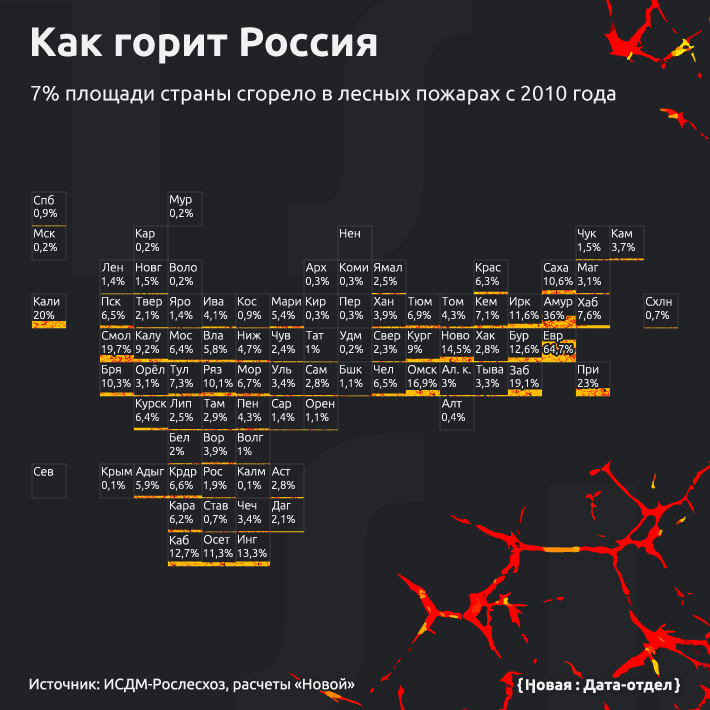 Как горит Россия
7% площади страны сгорело в лесных пожарах с 2010 года
Спб Мур
0,9% 0,2%
Мск Кар Нен Чук Кам
0,2% 0,2% 1,5% 3,7%
Лен Новг Воло Арх Коми Ямал Крас Саха Маг
1,4% 1,5% 0,2% 0,3% 0,3% 2,5% 6,3% 10,6% 3,1%
Кали Пск Твер Яро Ива Кос Мари Кир Пер Хан Тюм Том Кем Ирк Амур Хаб Схлн
20% 6,5% 2,1% 1,4% 4,1% 0,9% 5,4% 0,3% 0,3% 3,9% 6,9% 4,3% 7,1% 11,6% 36% 7,6% 0,7%
Смол Калу Мос Вла Ниж Чув Тат Удм Свер Кург Ново Хак Бур Евр
19,7% 9,2% 6,4% 5,8% 4,7% 2,4% 1% 0,2% 2,3% 9% 14,5% 2,8% 12,6% 64,7%
Бря Орёл Тул Ряз Мор Уль Сам Бшк Чел Омск Ал. к. Тыва Заб При
10,3% 3,1% 7,3% 10,1% 6,7% 3,4% 2,8% 1,1% 6,5% 16,9% 3% 3,3% 19,1% 23%
Курск Лип Там Пен Сар Орен Алт
6,4% 2,5% 2,9% 4,3% 1,4% 1,1% 0,4%
Бел Вор Волг
2% 3,9% 1%
Сев Крым Адыг Крдр Рос Калм Аст
0,1% 5,9% 6,6% 1,9% 0,1% 2,8%
Кара Став Чеч Даг
6,2% 0,7% 3,4% 2,1%
Каб Осет Инг
12,7% 11,3% 13,3%
Источник: ИСДМ-Рослесхоз, расчеты «Новой» {Новая : Дата-отдел}